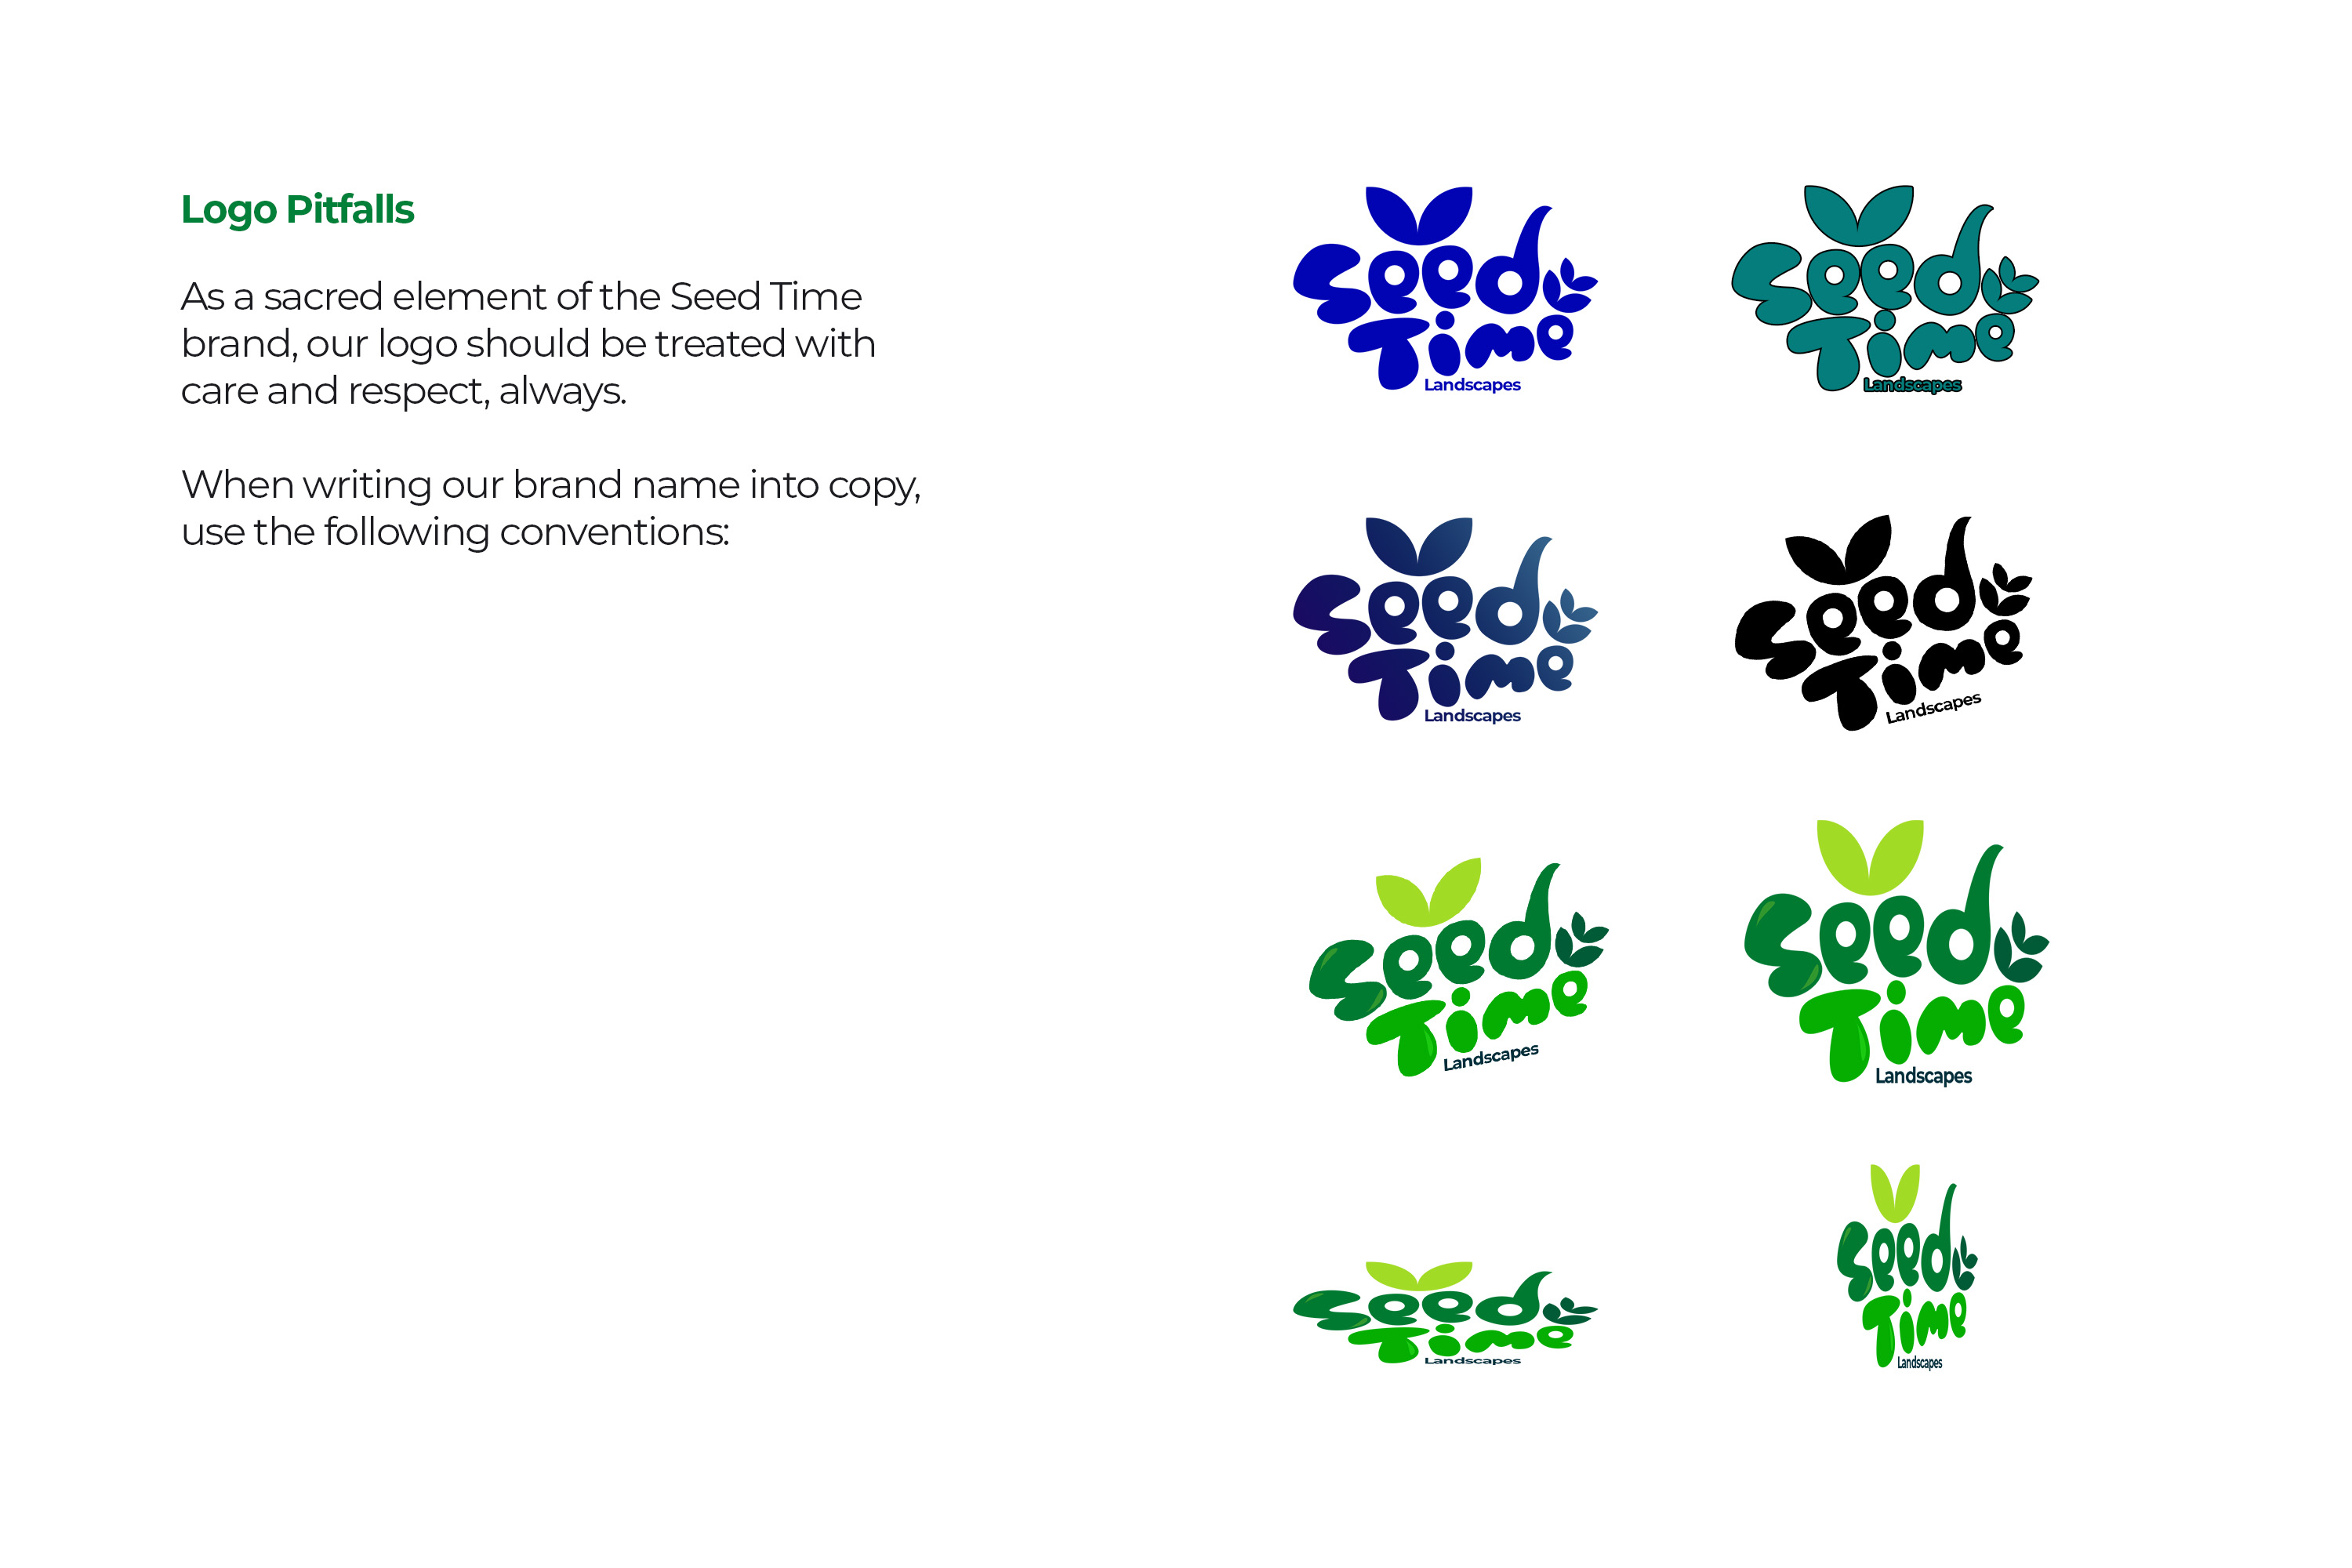 Logo Pitfalls
As a sacred element of the Seed Time
brand, our logo should be treated with
care and respect, always.
When writing our brand name into copy,
use the following conventions:
Seed
Time
Landscapes
Seed
Time
Landscapes
Seed
Time
Landscapes
Seed
Time
Landscapes
Seed
Time
Landscapes
Seed
Time
Landscapes
Seed
Time
Landscapes
Seed
Time
Landscapes